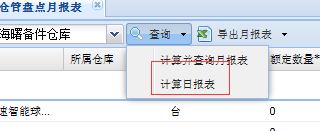 仓管盘点月报表
海曙备件仓库 查询 导出月报表
计算并查询月报表
所属仓库 额定数量*
计算日报表
速智能球... 台 0
0